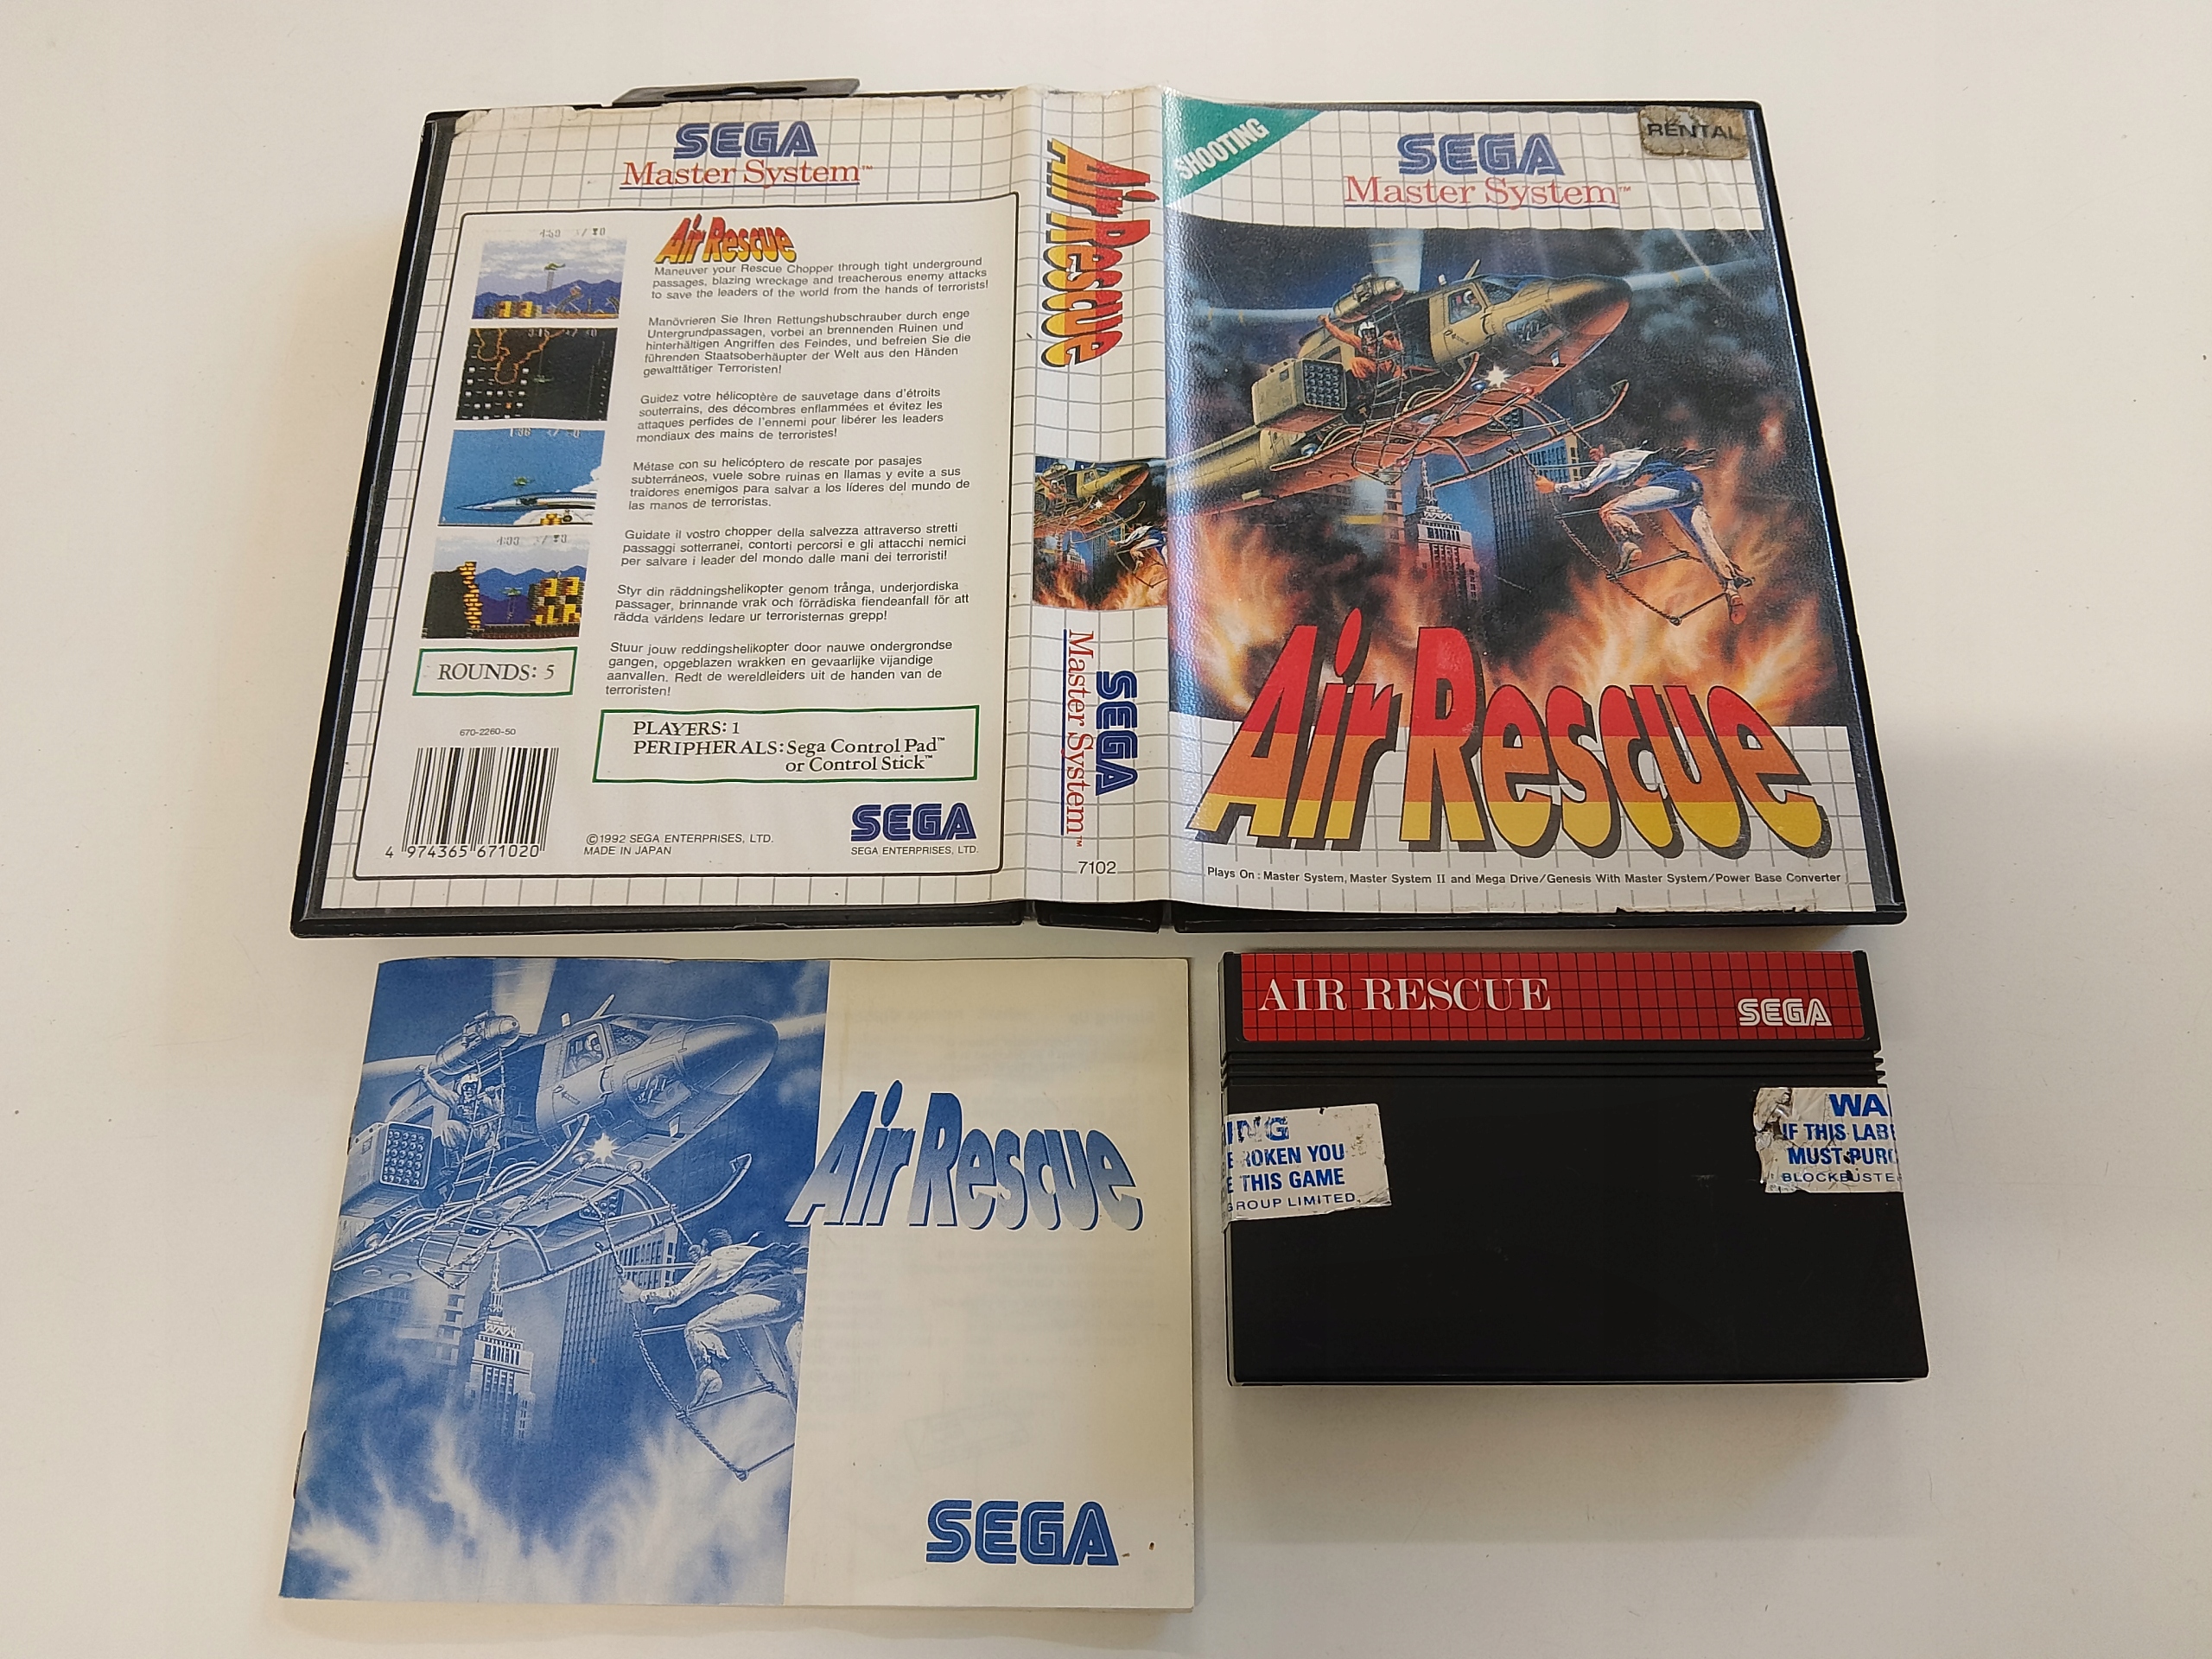 SEGA
Master System™
Air Rescue
Maneuver your Rescue Chopper through tight underground
passages, blazing wreckage and treacherous enemy attacks
to save the leaders of the world from the hands of terrorists!
Manövrieren Sie Ihren Rettungshubschrauber durch enge
Untergrundpassagen, vorbei an brennenden Ruinen und
hinterhältigen Angriffen des Feindes, und befreien Sie die
führenden Staatsoberhäupter der Welt aus den Händen
gewalttätiger Terroristen!
Guidez votre hélicoptère de sauvetage dans d'étroits
souterrains, des décombres enflammées et évitez les
attaques perfides de l'ennemi pour libérer les leaders
mondiaux des mains de terroristes!
Métase con su helicóptero de rescate por pasajes
subterráneos, vuele sobre ruinas en llamas y evite a sus
traidores enemigos para salvar a los líderes del mundo de
las manos de terroristas.
Guidate il vostro chopper della salvezza attraverso stretti
passaggi sotterranei, contorti percorsi e gli attacchi nemici
per salvare i leader del mondo dalle mani dei terroristi!
Styr din räddningshelikopter genom trånga, underjordiska
passager, brinnande vrak och förrädiska fiendeanfall för att
rädda världens ledare ur terroristernas grepp!
Stuur jouw reddingshelikopter door nauwe ondergrondse
gangen, opgeblazen wrakken en gevaarlijke vijandige
aanvallen. Redt de wereldleiders uit de handen van de
terroristen!
ROUNDS: 5
PLAYERS: 1
PERIPHERALS: Sega Control Pad™
or Control Stick™
670-2260-50
4 974365 671020
©1992 SEGA ENTERPRISES, LTD.
MADE IN JAPAN
SEGA
SEGA ENTERPRISES, LTD.
Air Rescue
SEGA
Master System™
7102
SHOOTING
SEGA
Master System™
RENTAL
Air Rescue
Plays On : Master System, Master System II and Mega Drive/Genesis With Master System/Power Base Converter
Air Rescue
SEGA
AIR RESCUE
SEGA
ING
ROKEN YOU
E THIS GAME
GROUP LIMITED
WA
IF THIS LABE
MUST PURC
BLOCKBUSTE